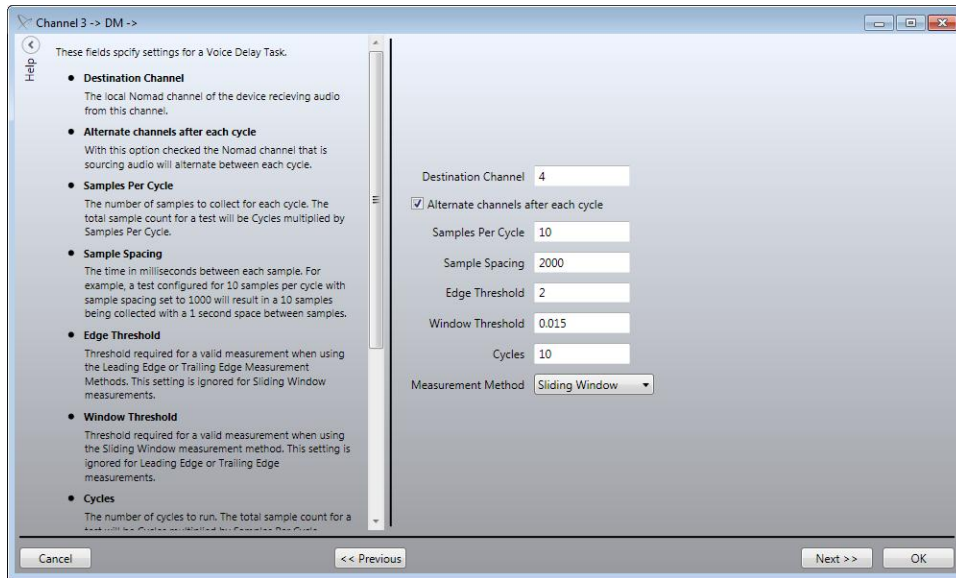 Channel 3 -> DM ->
Help
These fields spcify settings for a Voice Delay Task.
• Destination Channel
The local Nomad channel of the device recieving audio
from this channel.
• Alternate channels after each cycle
With this option checked the Nomad channel that is
sourcing audio will alternate between each cycle.
• Samples Per Cycle
The number of samples to collect for each cycle. The
total sample count for a test will be Cycles multiplied by
Samples Per Cycle.
• Sample Spacing
The time in milliseconds between each sample. For
example, a test configured for 10 samples per cycle with
sample spacing set to 1000 will result in a 10 samples
being collected with a 1 second space between samples.
• Edge Threshold
Threshold required for a valid measurement when using
the Leading Edge or Trailing Edge Measurement
Methods. This setting is ignored for Sliding Window
measurements.
• Window Threshold
Threshold required for a valid measurement when using
the Sliding Window measurement method. This setting is
ignored for Leading Edge or Trailing Edge
measurements.
• Cycles
The number of cycles to run. The total sample count for a
test will be Cycles multiplied by Samples Per Cycle
Destination Channel 4
Alternate channels after each cycle
Samples Per Cycle 10
Sample Spacing 2000
Edge Threshold 2
Window Threshold 0.015
Cycles 10
Measurement Method Sliding Window
Cancel
<< Previous
Next >>
OK